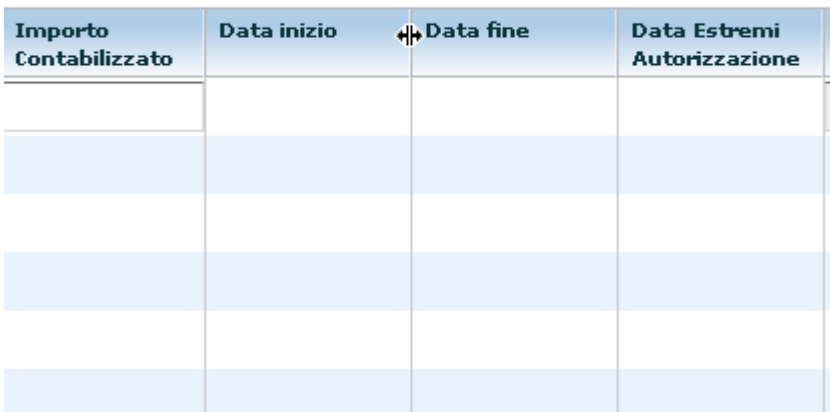 Importo
Contabilizzato
Data inizio
Data fine
Data Estremi
Autorizzazione